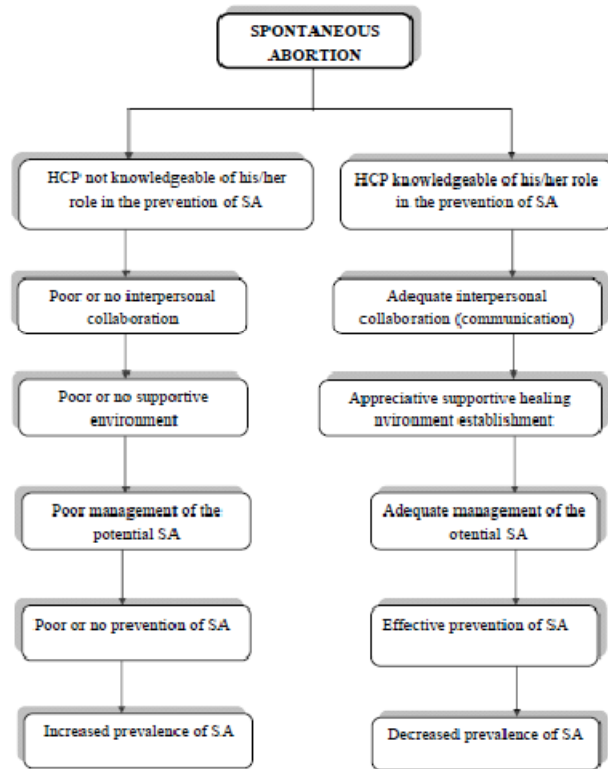 SPONTANEOUS
ABORTION
HCP not knowledgeable of his/her
role in the prevention of SA
HCP knowledgeable of his/her role
in the prevention of SA
Poor or no interpersonal
collaboration
Adequate interpersonal
collaboration (communication)
Poor or no supportive
environment
Appreciative supportive healing
nvironment establishment
Poor management of the
potential SA
Adequate management of the
otential SA
Poor or no prevention of SA
Effective prevention of SA
Increased prevalence of SA
Decreased prevalence of SA